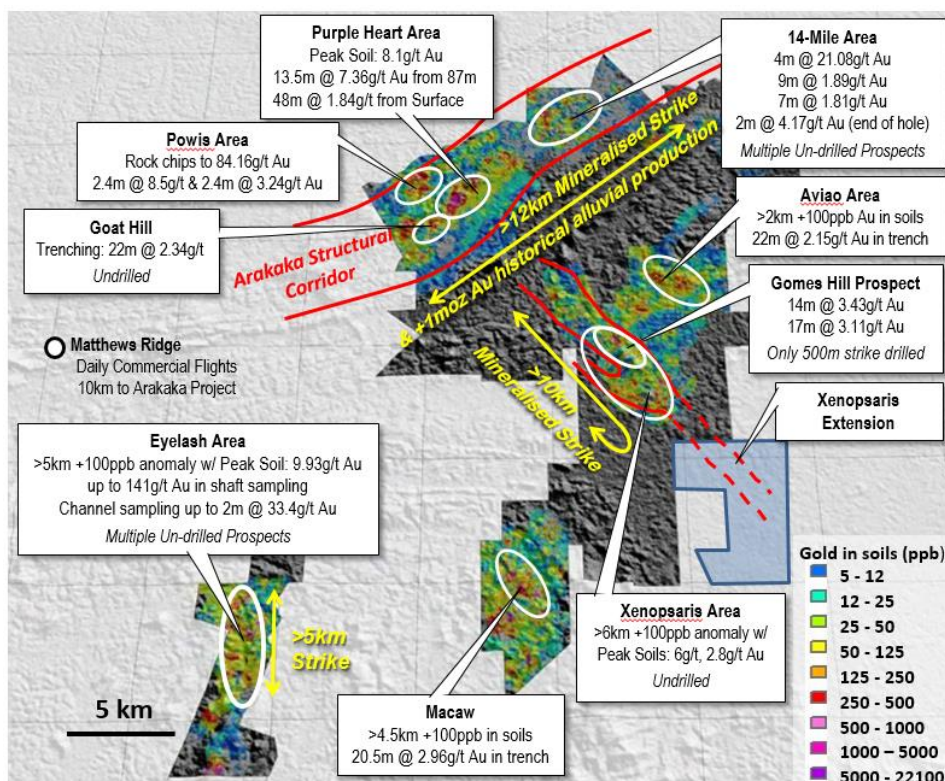 Purple Heart Area
Peak Soil: 8.1g/t Au
13.5m @ 7.36g/t Au from 87m
48m @ 1.84g/t from Surface
14-Mile Area
4m @ 21.08g/t Au
9m @ 1.89g/t Au
7m @ 1.81g/t Au
2m @ 4.17g/t Au (end of hole)
Multiple Un-drilled Prospects
Powis Area
Rock chips to 84.16g/t Au
2.4m @ 8.5g/t & 2.4m @ 3.24g/t Au
Goat Hill
Trenching: 22m @ 2.34g/t
Undrilled
Arakaka Structural
Corridor
>12km Mineralised Strike
& +1moz Au historical alluvial production
Aviao Area
>2km +100ppb Au in soils
22m @ 2.15g/t Au in trench
Gomes Hill Prospect
14m @ 3.43g/t Au
17m @ 3.11g/t Au
Only 500m strike drilled
Matthews Ridge
Daily Commercial Flights
10km to Arakaka Project
>10km
Mineralised Strike
Xenopsaris
Extension
Eyelash Area
>5km +100ppb anomaly w/ Peak Soil: 9.93g/t Au
up to 141g/t Au in shaft sampling
Channel sampling up to 2m @ 33.4g/t Au
Multiple Un-drilled Prospects
>5km
Strike
5 km
Macaw
>4.5km +100ppb in soils
20.5m @ 2.96g/t Au in trench
Xenopsaris Area
>6km +100ppb anomaly w/
Peak Soils: 6g/t, 2.8g/t Au
Undrilled
Gold in soils (ppb)
5 - 12
12 - 25
25 - 50
50 - 125
125 - 250
250 - 500
500 - 1000
1000 – 5000
5000 - 22100